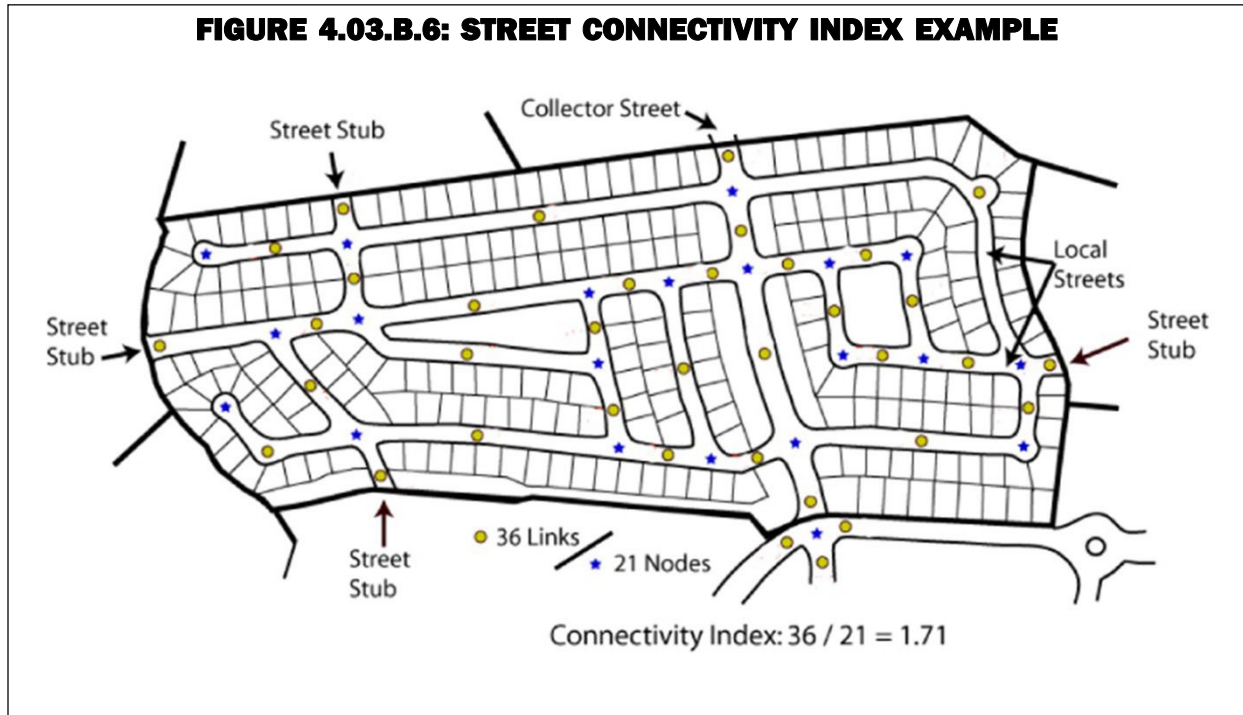 FIGURE 4.03.B.6: STREET CONNECTIVITY INDEX EXAMPLE
Collector Street
Street Stub
Local
Streets
Street
Stub
Street
Stub
36 Links
21 Nodes
Street
Stub
Connectivity Index: 36 / 21 = 1.71